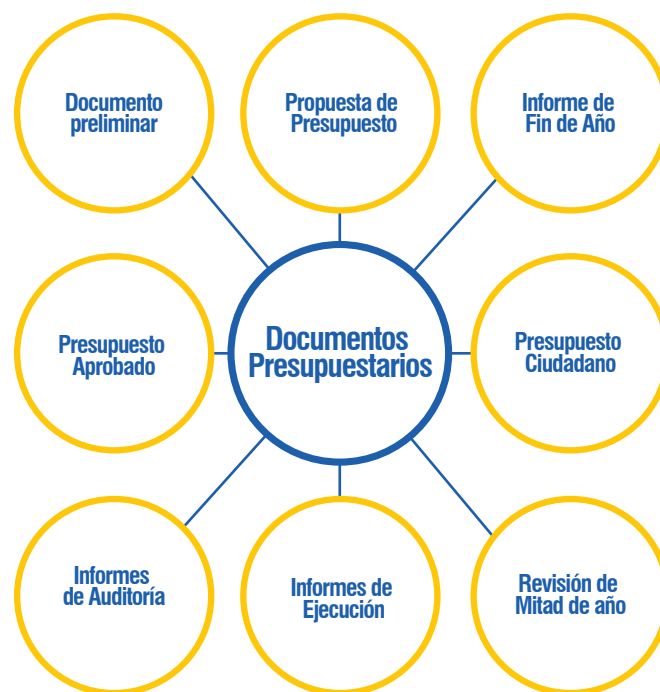 Documento
preliminar
Propuesta de
Presupuesto
Informe de
Fin de Año
Presupuesto
Aprobado
Documentos
Presupuestarios
Presupuesto
Ciudadano
Informes
de Auditoría
Informes de
Ejecución
Revisión de
Mitad de año